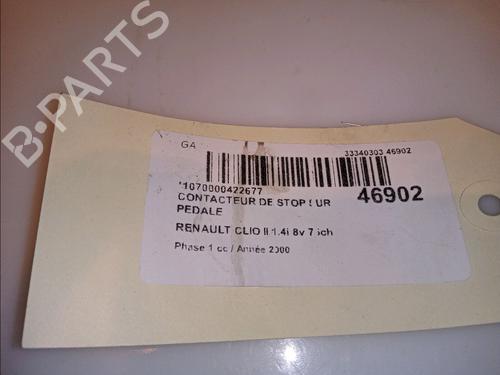 B-PARTS
GA
33340303 46902
*1070000422677
46902
CONTACTEUR DE STOP SUR
PEDALE
RENAULT CLIO II 1.4i 8v 75ch
Phase 1 cc / Année 2000